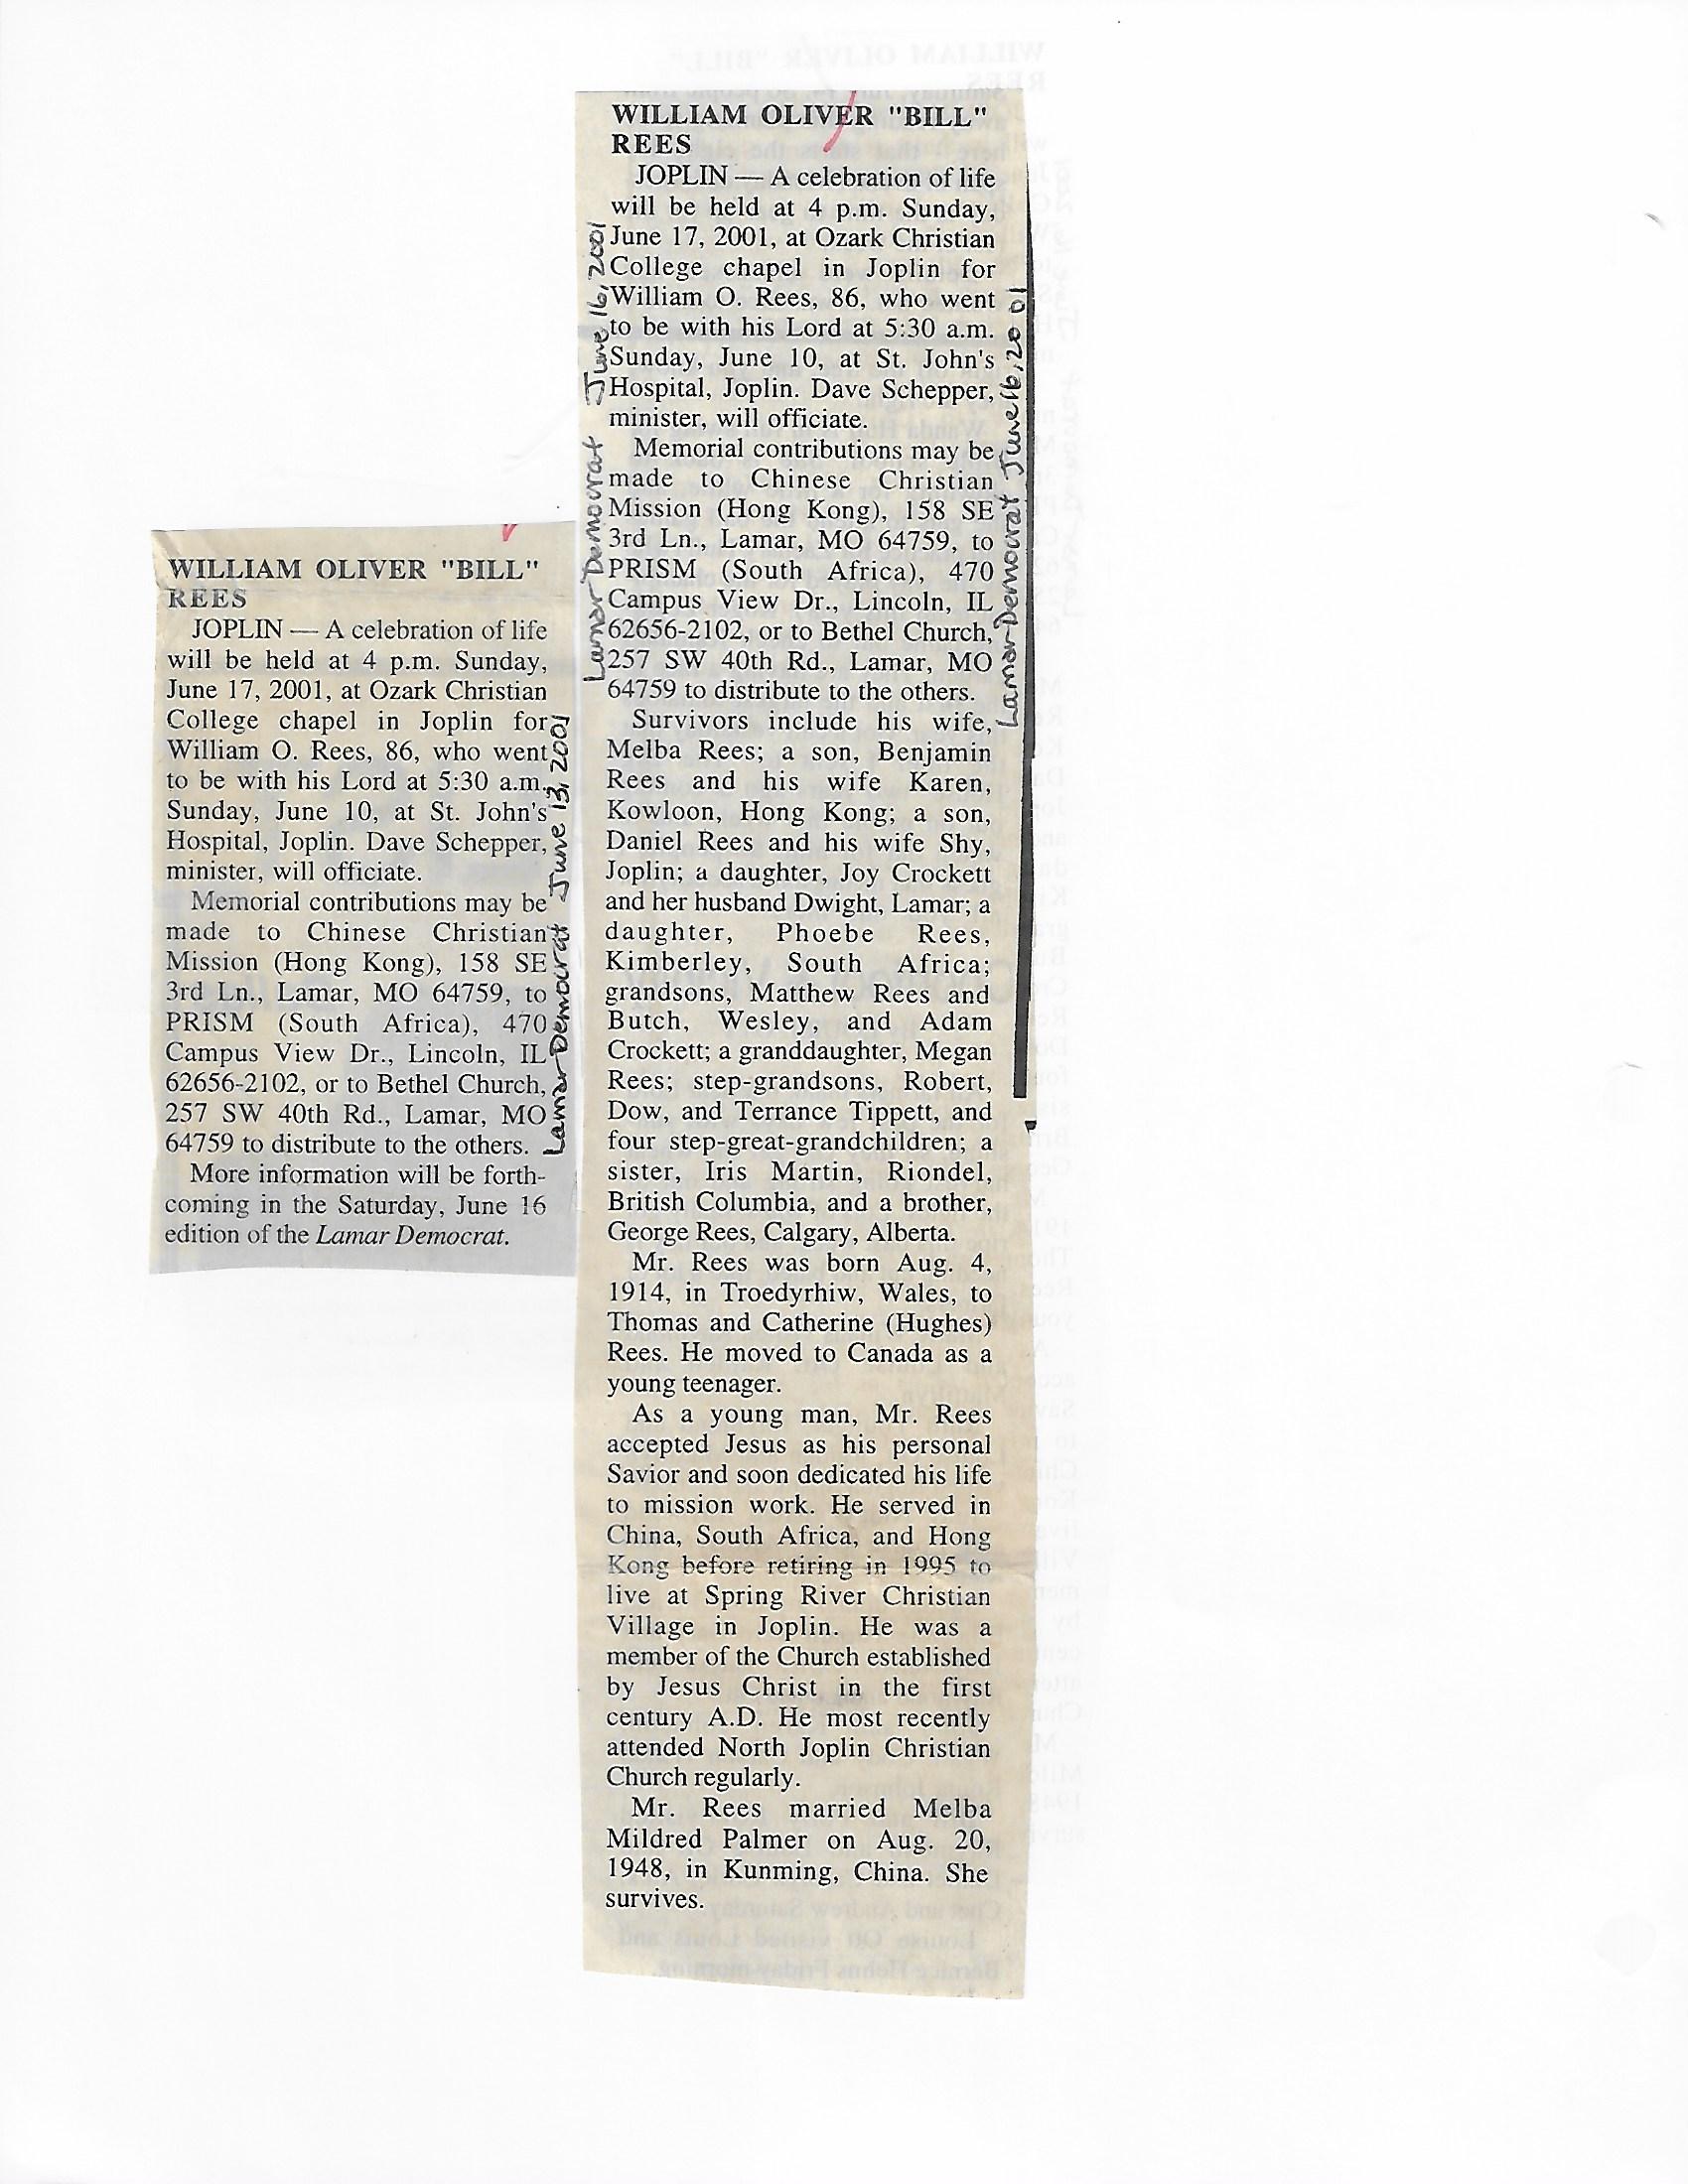 WILLIAM OLIVER "BILL"
REES
JOPLIN — A celebration of life
will be held at 4 p.m. Sunday,
June 17, 2001, at Ozark Christian
College chapel in Joplin for
William O. Rees, 86, who went
to be with his Lord at 5:30 a.m.
Sunday, June 10, at St. John's
Hospital, Joplin. Dave Schepper,
minister, will officiate.
Memorial contributions may be
made to Chinese Christian
Mission (Hong Kong), 158 SE
3rd Ln., Lamar, MO 64759, to
PRISM (South Africa), 470
Campus View Dr., Lincoln, IL
62656-2102, or to Bethel Church,
257 SW 40th Rd., Lamar, MO
64759 to distribute to the others.
More information will be forth-
coming in the Saturday, June 16
edition of the Lamar Democrat.
Lamar Democrat June 13, 2001
WILLIAM OLIVER "BILL"
REES
JOPLIN — A celebration of life
will be held at 4 p.m. Sunday,
June 17, 2001, at Ozark Christian
College chapel in Joplin for
William O. Rees, 86, who went
to be with his Lord at 5:30 a.m.
Sunday, June 10, at St. John's
Hospital, Joplin. Dave Schepper,
minister, will officiate.
Memorial contributions may be
made to Chinese Christian
Mission (Hong Kong), 158 SE
3rd Ln., Lamar, MO 64759, to
PRISM (South Africa), 470
Campus View Dr., Lincoln, IL
62656-2102, or to Bethel Church,
257 SW 40th Rd., Lamar, MO
64759 to distribute to the others.
Survivors include his wife,
Melba Rees; a son, Benjamin
Rees and his wife Karen,
Kowloon, Hong Kong; a son,
Daniel Rees and his wife Shy,
Joplin; a daughter, Joy Crockett
and her husband Dwight, Lamar; a
daughter, Phoebe Rees,
Kimberley, South Africa;
grandsons, Matthew Rees and
Butch, Wesley, and Adam
Crockett; a granddaughter, Megan
Rees; step-grandsons, Robert,
Dow, and Terrance Tippett, and
four step-great-grandchildren; a
sister, Iris Martin, Riondel,
British Columbia, and a brother,
George Rees, Calgary, Alberta.
Mr. Rees was born Aug. 4,
1914, in Troedyrhiw, Wales, to
Thomas and Catherine (Hughes)
Rees. He moved to Canada as a
young teenager.
As a young man, Mr. Rees
accepted Jesus as his personal
Savior and soon dedicated his life
to mission work. He served in
China, South Africa, and Hong
Kong before retiring in 1995 to
live at Spring River Christian
Village in Joplin. He was a
member of the Church established
by Jesus Christ in the first
century A.D. He most recently
attended North Joplin Christian
Church regularly.
Mr. Rees married Melba
Mildred Palmer on Aug. 20,
1948, in Kunming, China. She
survives.
Lamar Democrat June 16, 2001
Lamar Democrat June 16, 2001